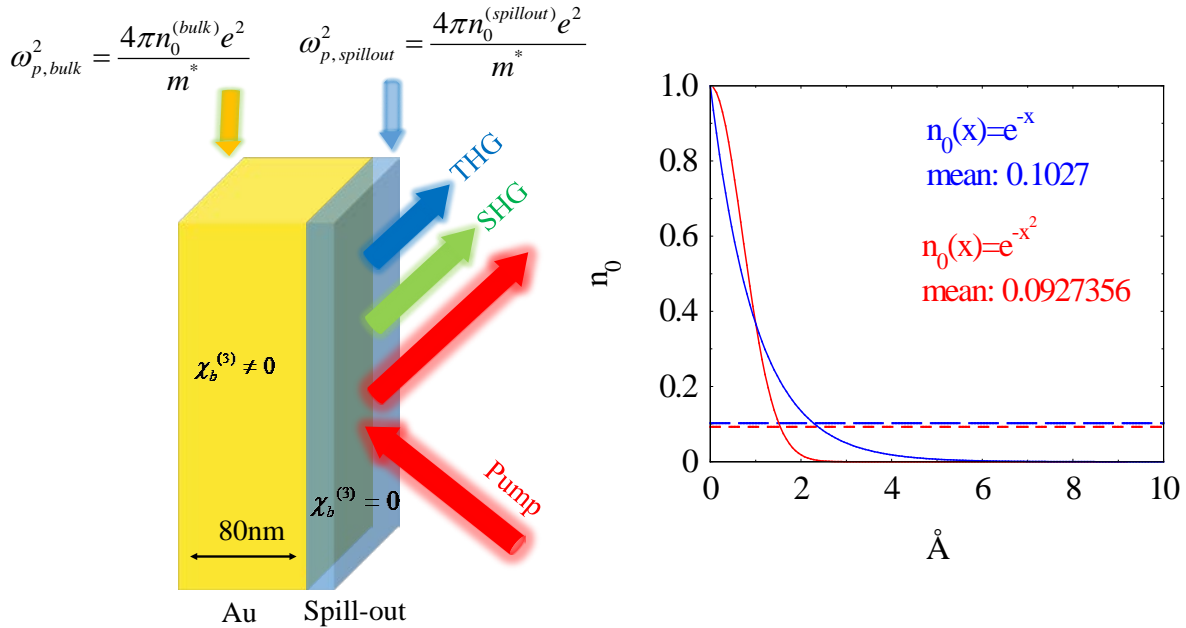 ω²ₚ,bulk = 4πn₀^(bulk)e² / m*
ω²ₚ,spillout = 4πn₀^(spillout)e² / m*
THG
SHG
χ_b^(3) ≠ 0
Pump
χ_b^(3) = 0
80nm
Au
Spill-out
n₀(x)=e^-x
mean: 0.1027
n₀(x)=e^-x²
mean: 0.0927356
n₀
1.0
0.8
0.6
0.4
0.2
0
0 2 4 6 8 10
Å